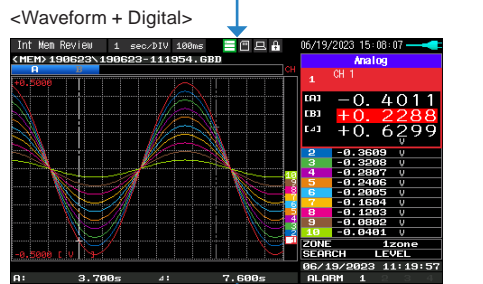 <Waveform + Digital>
Int Mem Review 1 sec/DIV 100ms 06/19/2023 15:08:07
<MEM>190623\190623-111954.GBD
Analog
A
CH
1 CH 1
+0.5000
[A] -0.4011
[B] +0.2288
[⊿] +0.6299
V
2 -0.3609 V
3 -0.3208 V
4 -0.2807 V
5 -0.2406 V
6 -0.2005 V
7 -0.1604 V
8 -0.1203 V
9 -0.0802 V
10 -0.0401 V
10
1
-0.5000 [ V ]
ZONE 1zone
SEARCH LEVEL
06/19/2023 11:19:57
A: 3.700s ⊿: 7.600s
ALARM 1